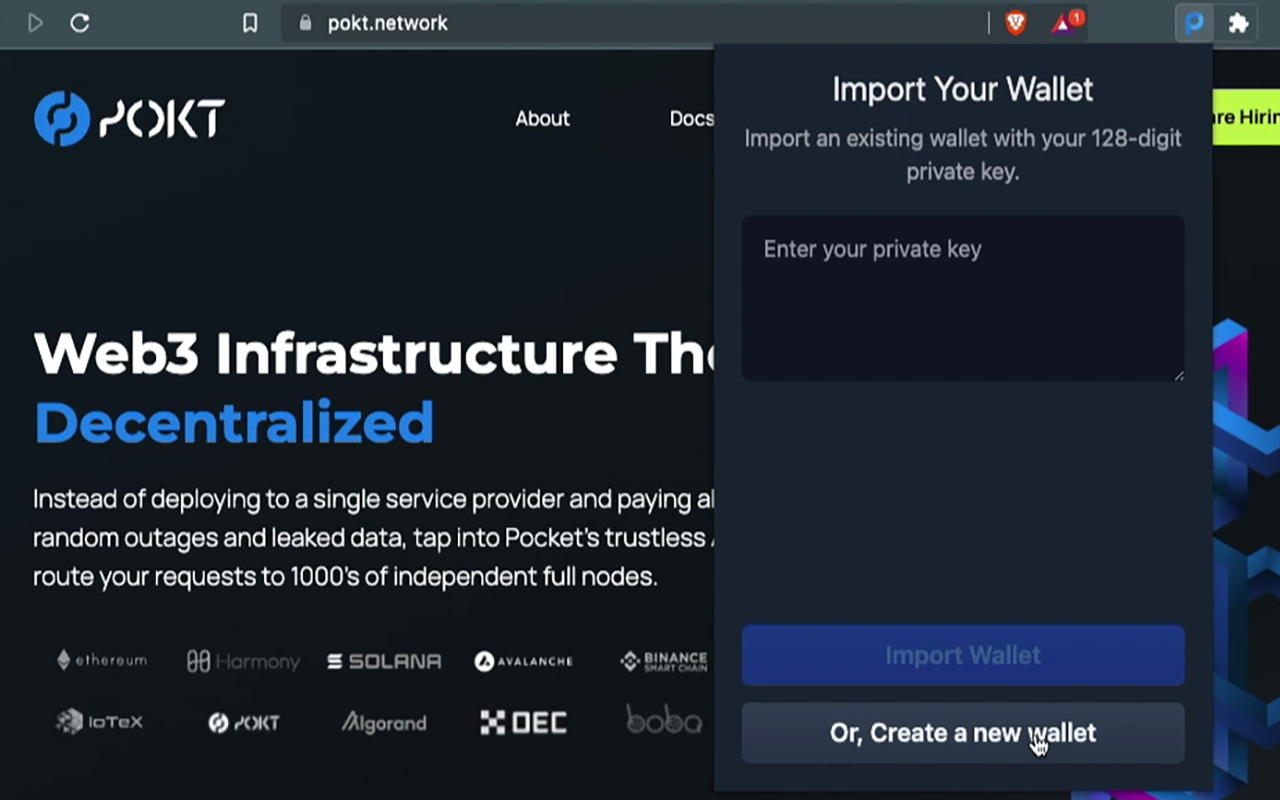 pokt.network
1
POKT
About
Docs
Import Your Wallet
Import an existing wallet with your 128-digit
private key.
Enter your private key
Import Wallet
Or, Create a new wallet
re Hirin
Web3 Infrastructure Tho
Decentralized
Instead of deploying to a single service provider and paying al
random outages and leaked data, tap into Pocket's trustless
route your requests to 1000's of independent full nodes.
ethereum
Harmony
SOLANA
AVALANCHE
BINANCE
SMART CHAIN
IoTeX
POKT
Algorand
OEC
boba